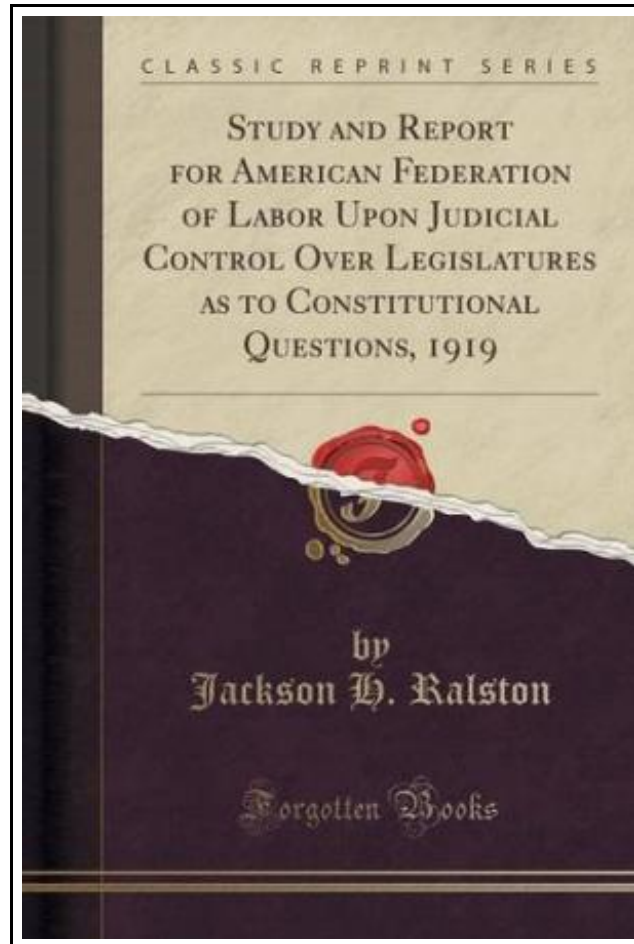 CLASSIC REPRINT SERIES
STUDY AND REPORT
FOR AMERICAN FEDERATION
OF LABOR UPON JUDICIAL
CONTROL OVER LEGISLATURES
AS TO CONSTITUTIONAL
QUESTIONS, 1919
by
Jackson H. Ralston
Forgotten Books